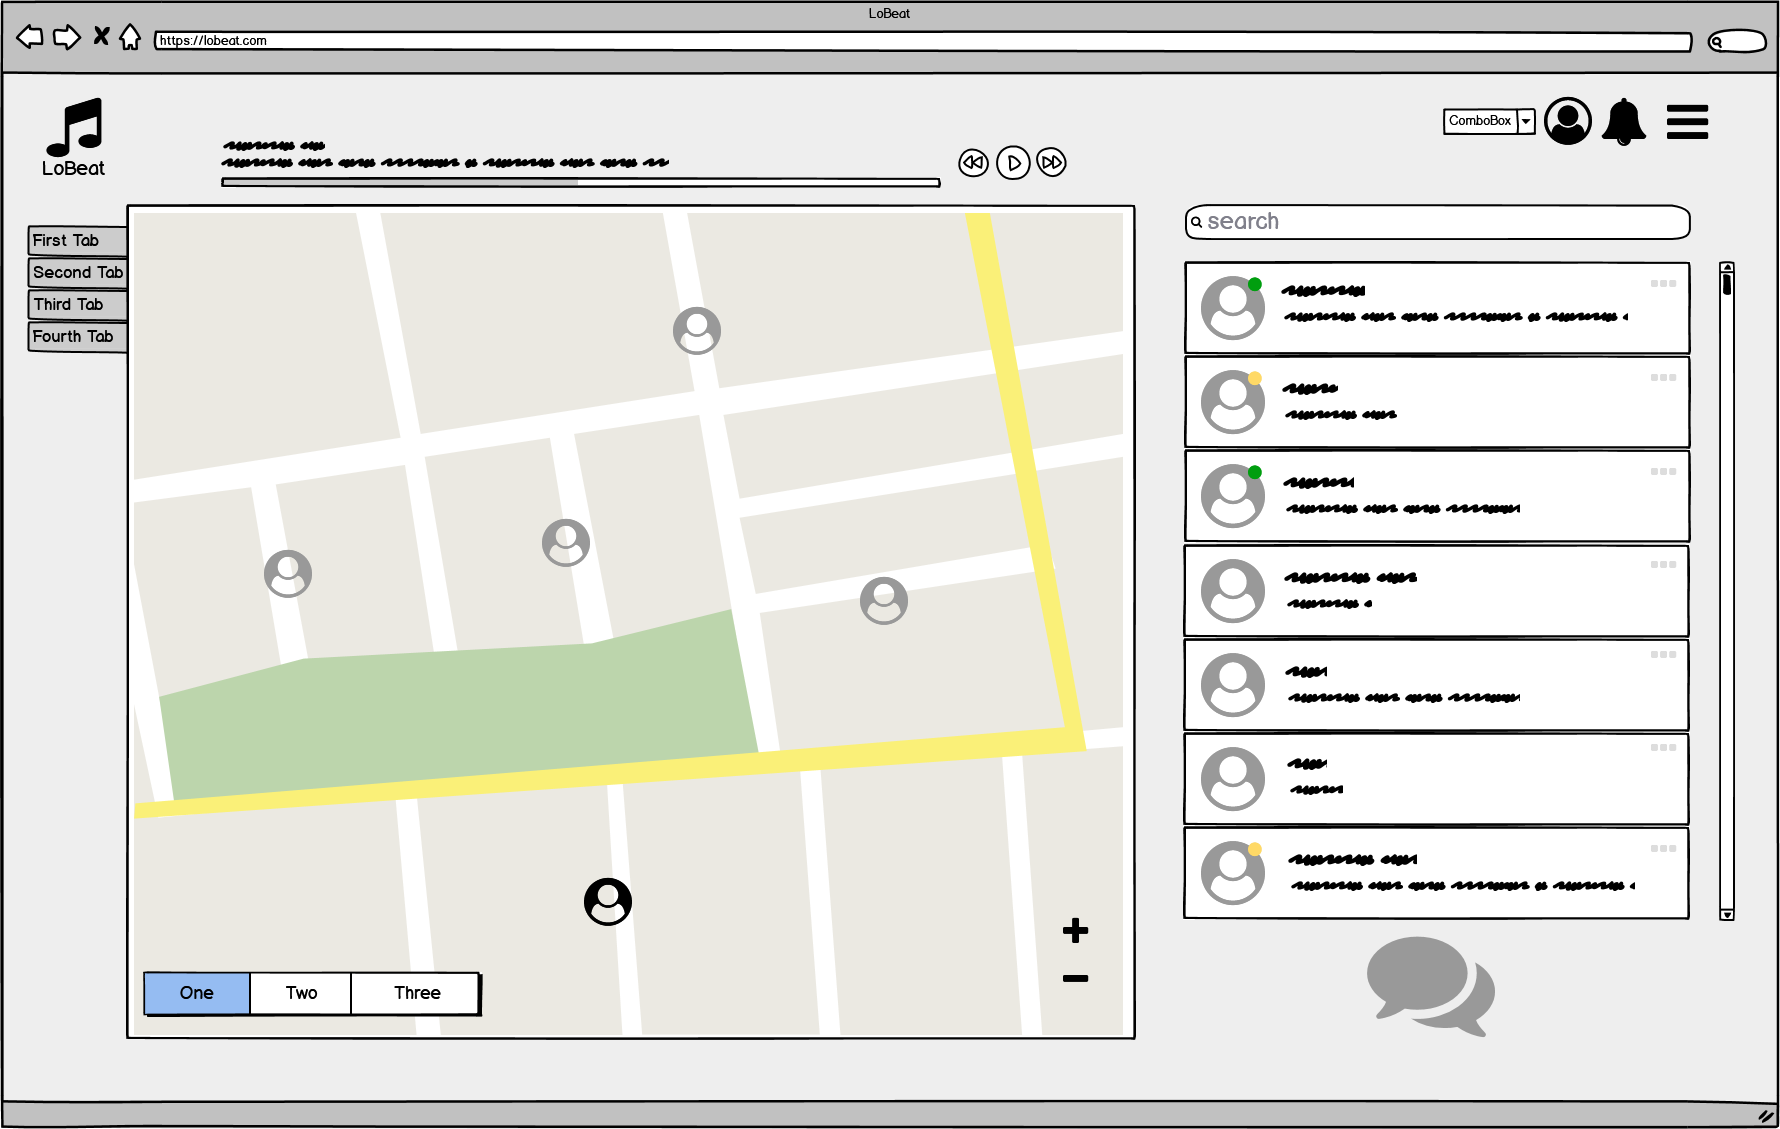 LoBeat
https://lobeat.com
LoBeat
ComboBox
search
First Tab
Second Tab
Third Tab
Fourth Tab
One
Two
Three